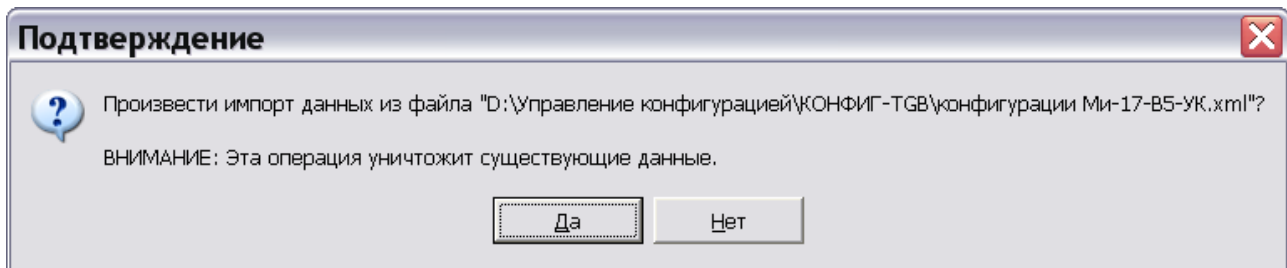 Подтверждение
Произвести импорт данных из файла "D:\Управление конфигурацией\КОНФИГ-TGB\конфигурации Ми-17-В5-УК.xml"?
ВНИМАНИЕ: Эта операция уничтожит существующие данные.
Да
Нет